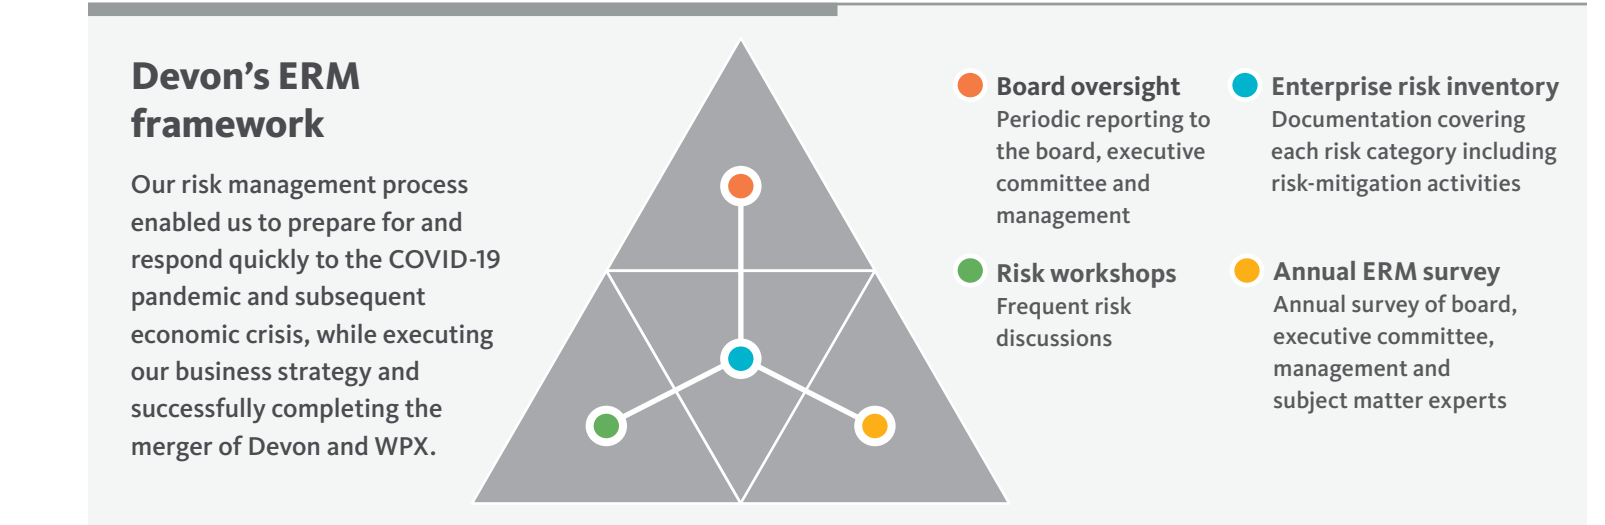 Devon’s ERM
framework
Our risk management process
enabled us to prepare for and
respond quickly to the COVID-19
pandemic and subsequent
economic crisis, while executing
our business strategy and
successfully completing the
merger of Devon and WPX.
Board oversight
Periodic reporting to
the board, executive
committee and
management
Enterprise risk inventory
Documentation covering
each risk category including
risk-mitigation activities
Risk workshops
Frequent risk
discussions
Annual ERM survey
Annual survey of board,
executive committee,
management and
subject matter experts